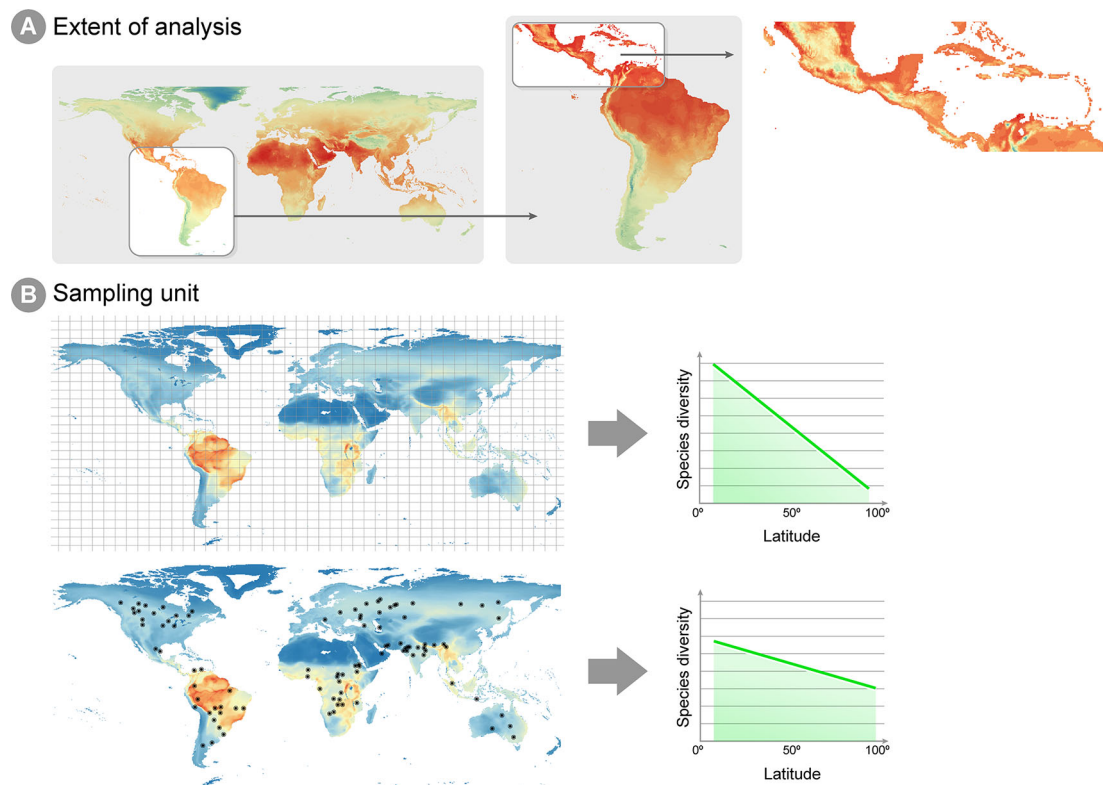 A Extent of analysis
B Sampling unit
Species diversity
0º 50º 100º
Latitude
Species diversity
0º 50º 100º
Latitude